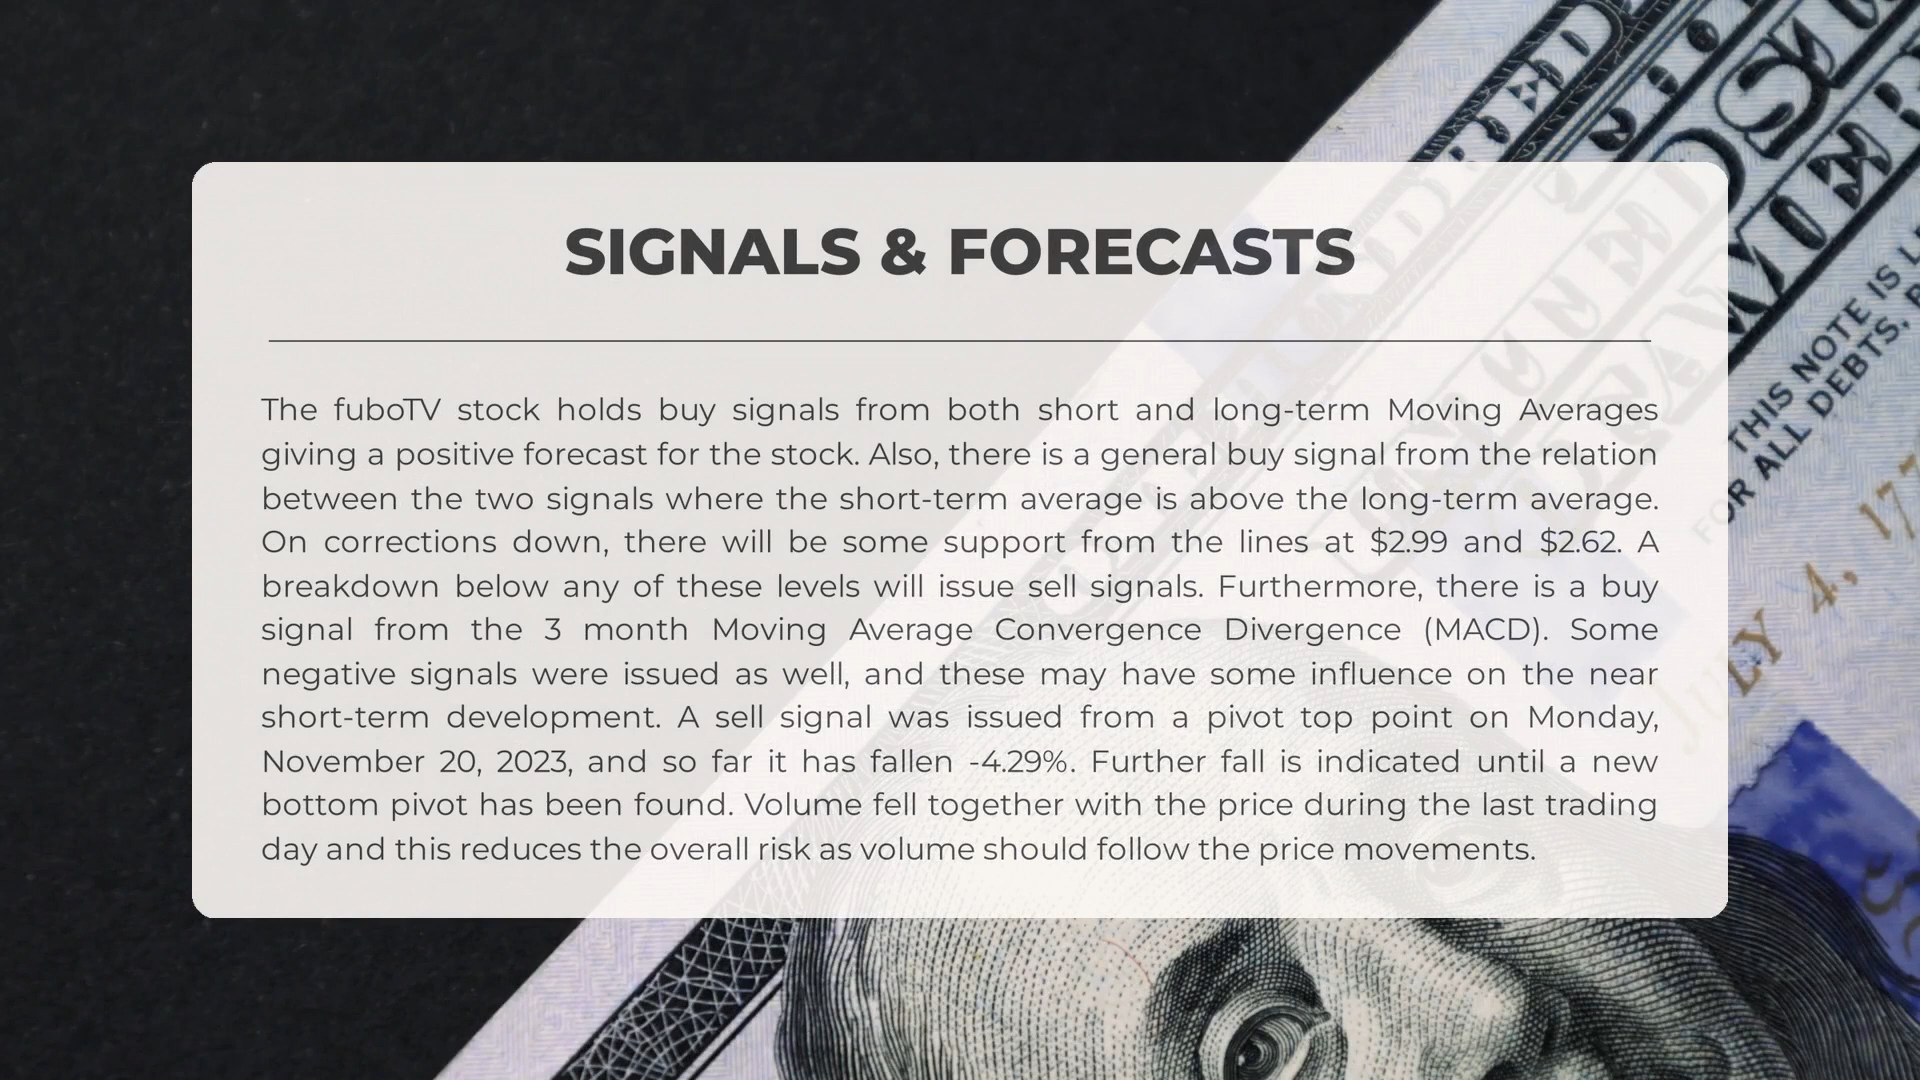 SIGNALS & FORECASTS
The fuboTV stock holds buy signals from both short and long-term Moving Averages
giving a positive forecast for the stock. Also, there is a general buy signal from the relation
between the two signals where the short-term average is above the long-term average.
On corrections down, there will be some support from the lines at $2.99 and $2.62. A
breakdown below any of these levels will issue sell signals. Furthermore, there is a buy
signal from the 3 month Moving Average Convergence Divergence (MACD). Some
negative signals were issued as well, and these may have some influence on the near
short-term development. A sell signal was issued from a pivot top point on Monday,
November 20, 2023, and so far it has fallen -4.29%. Further fall is indicated until a new
bottom pivot has been found. Volume fell together with the price during the last trading
day and this reduces the overall risk as volume should follow the price movements.
THIS NOTE IS
FOR ALL DEBTS,
JULY 4,